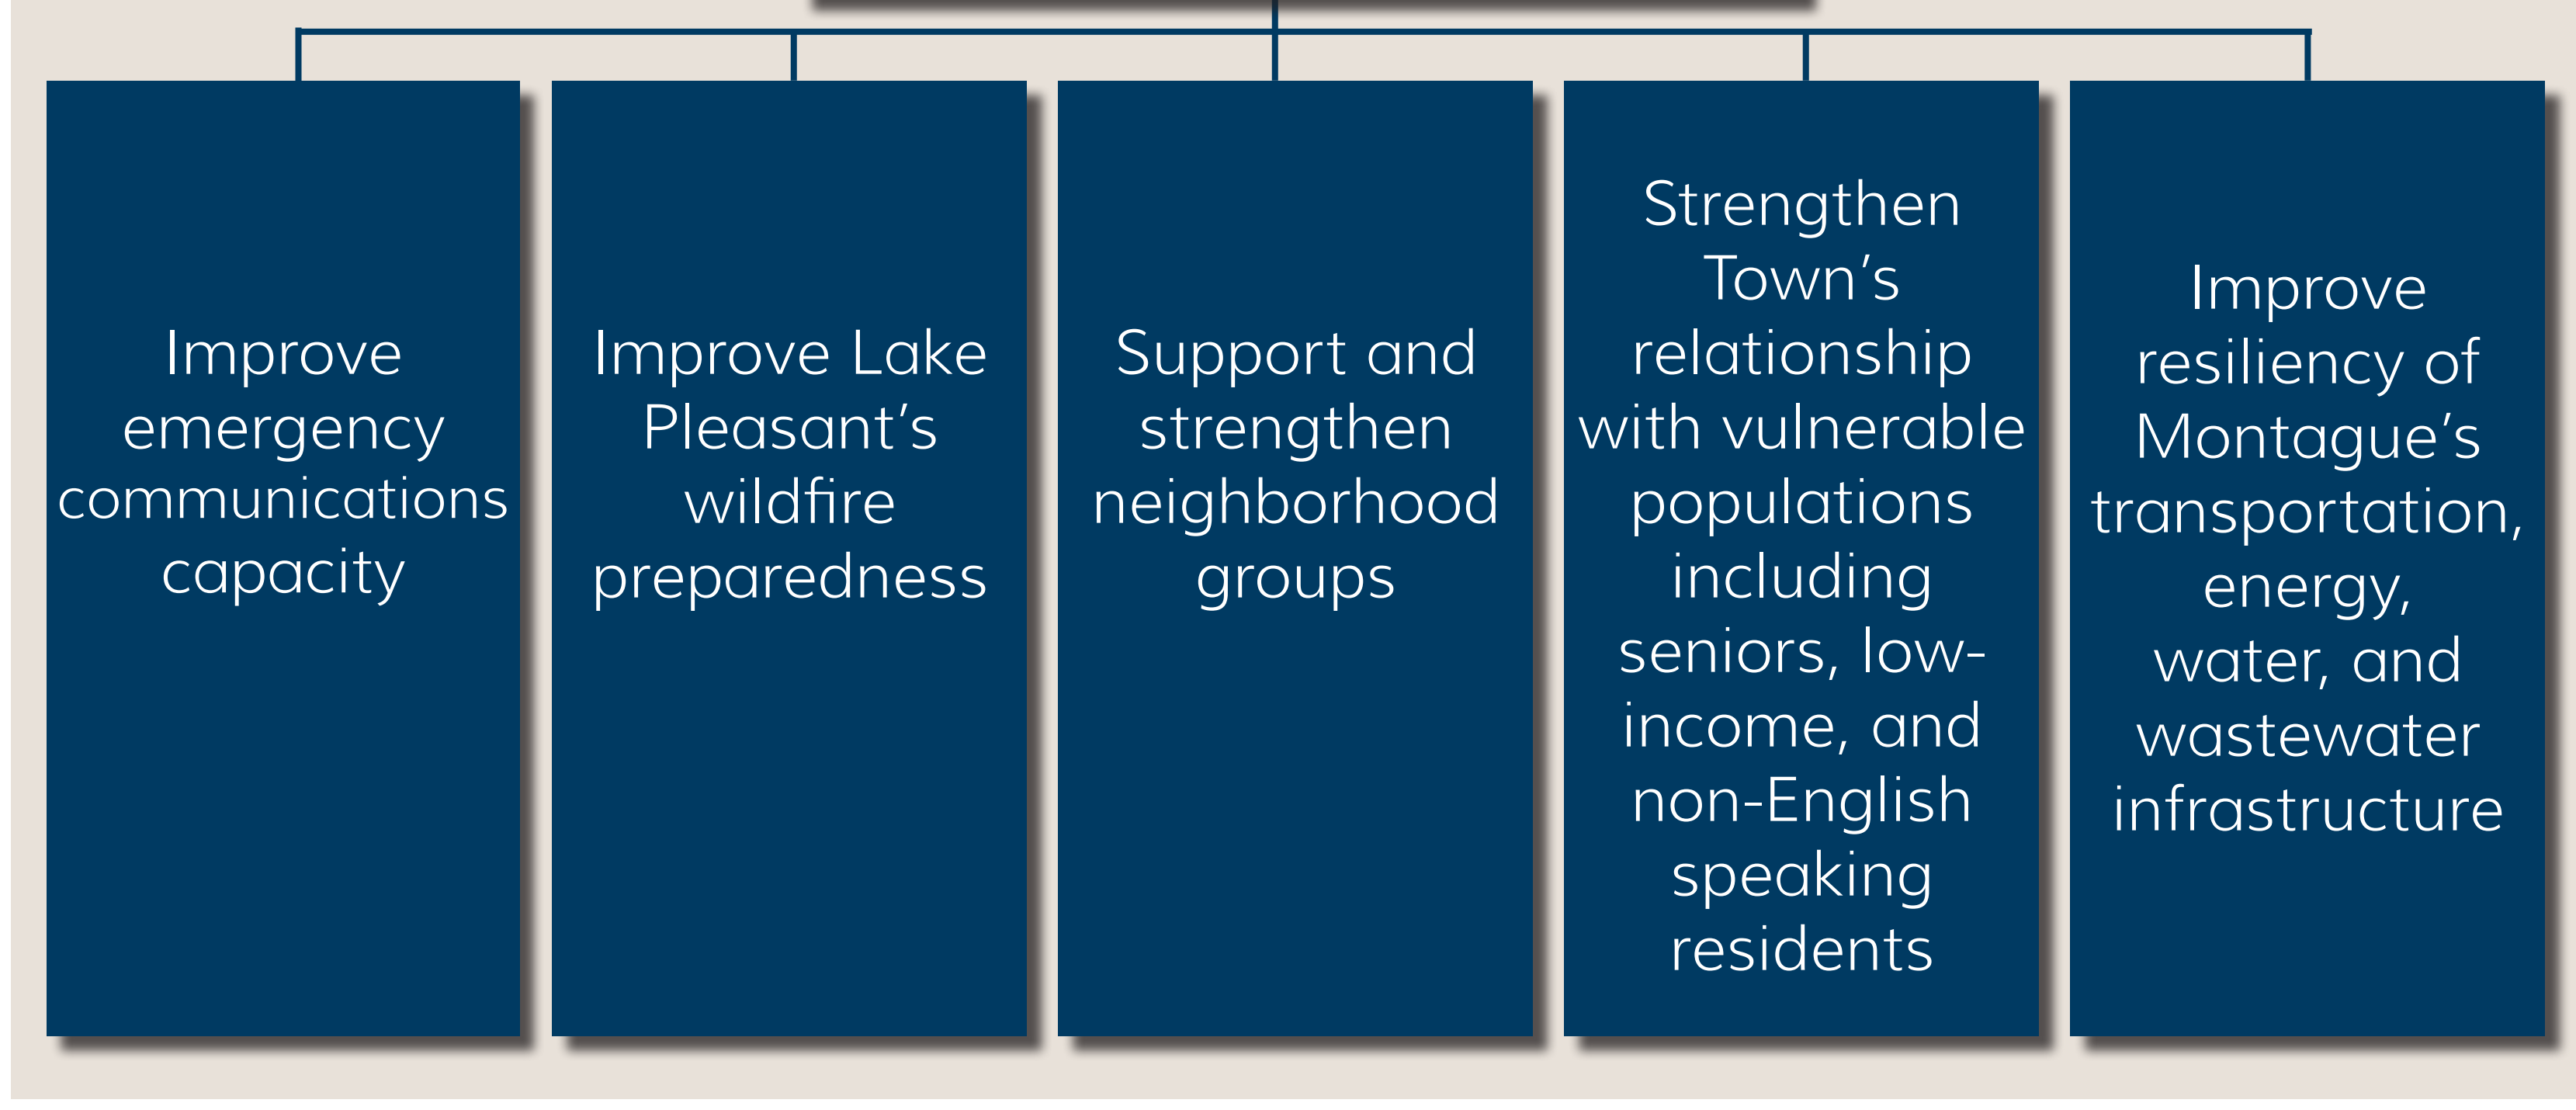 Improve
emergency
communications
capacity
Improve Lake
Pleasant’s
wildfire
preparedness
Support and
strengthen
neighborhood
groups
Strengthen
Town’s
relationship
with vulnerable
populations
including
seniors, low-
income, and
non-English
speaking
residents
Improve
resiliency of
Montague’s
transportation,
energy,
water, and
wastewater
infrastructure